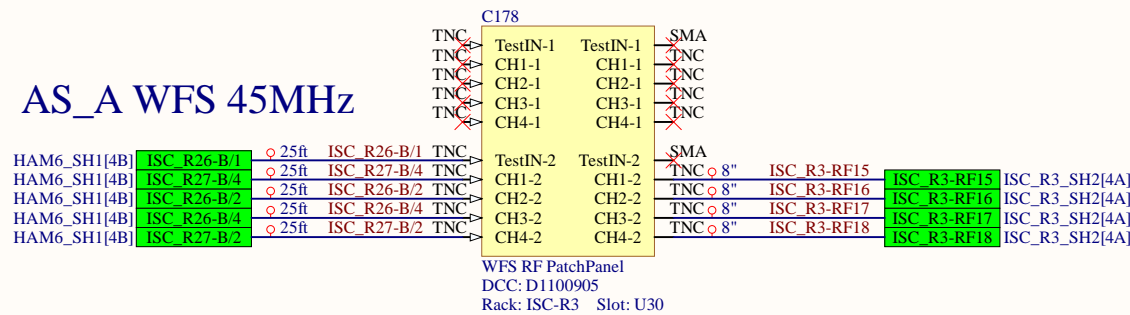 C178
TNC TestIN-1 TestIN-1 SMA
TNC CH1-1 CH1-1 TNC
TNC CH2-1 CH2-1 TNC
TNC CH3-1 CH3-1 TNC
TNC CH4-1 CH4-1 TNC
AS_A WFS 45MHz
HAM6_SH1[4B] ISC_R26-B/1 25ft ISC_R26-B/1 TNC TestIN-2 TestIN-2 SMA
HAM6_SH1[4B] ISC_R27-B/4 25ft ISC_R27-B/4 TNC CH1-2 CH1-2 TNC 8" ISC_R3-RF15 ISC_R3-RF15 ISC_R3_SH2[4A]
HAM6_SH1[4B] ISC_R26-B/2 25ft ISC_R26-B/2 TNC CH2-2 CH2-2 TNC 8" ISC_R3-RF16 ISC_R3-RF16 ISC_R3_SH2[4A]
HAM6_SH1[4B] ISC_R26-B/4 25ft ISC_R26-B/4 TNC CH3-2 CH3-2 TNC 8" ISC_R3-RF17 ISC_R3-RF17 ISC_R3_SH2[4A]
HAM6_SH1[4B] ISC_R27-B/2 25ft ISC_R27-B/2 TNC CH4-2 CH4-2 TNC 8" ISC_R3-RF18 ISC_R3-RF18 ISC_R3_SH2[4A]
WFS RF PatchPanel
DCC: D1100905
Rack: ISC-R3 Slot: U30